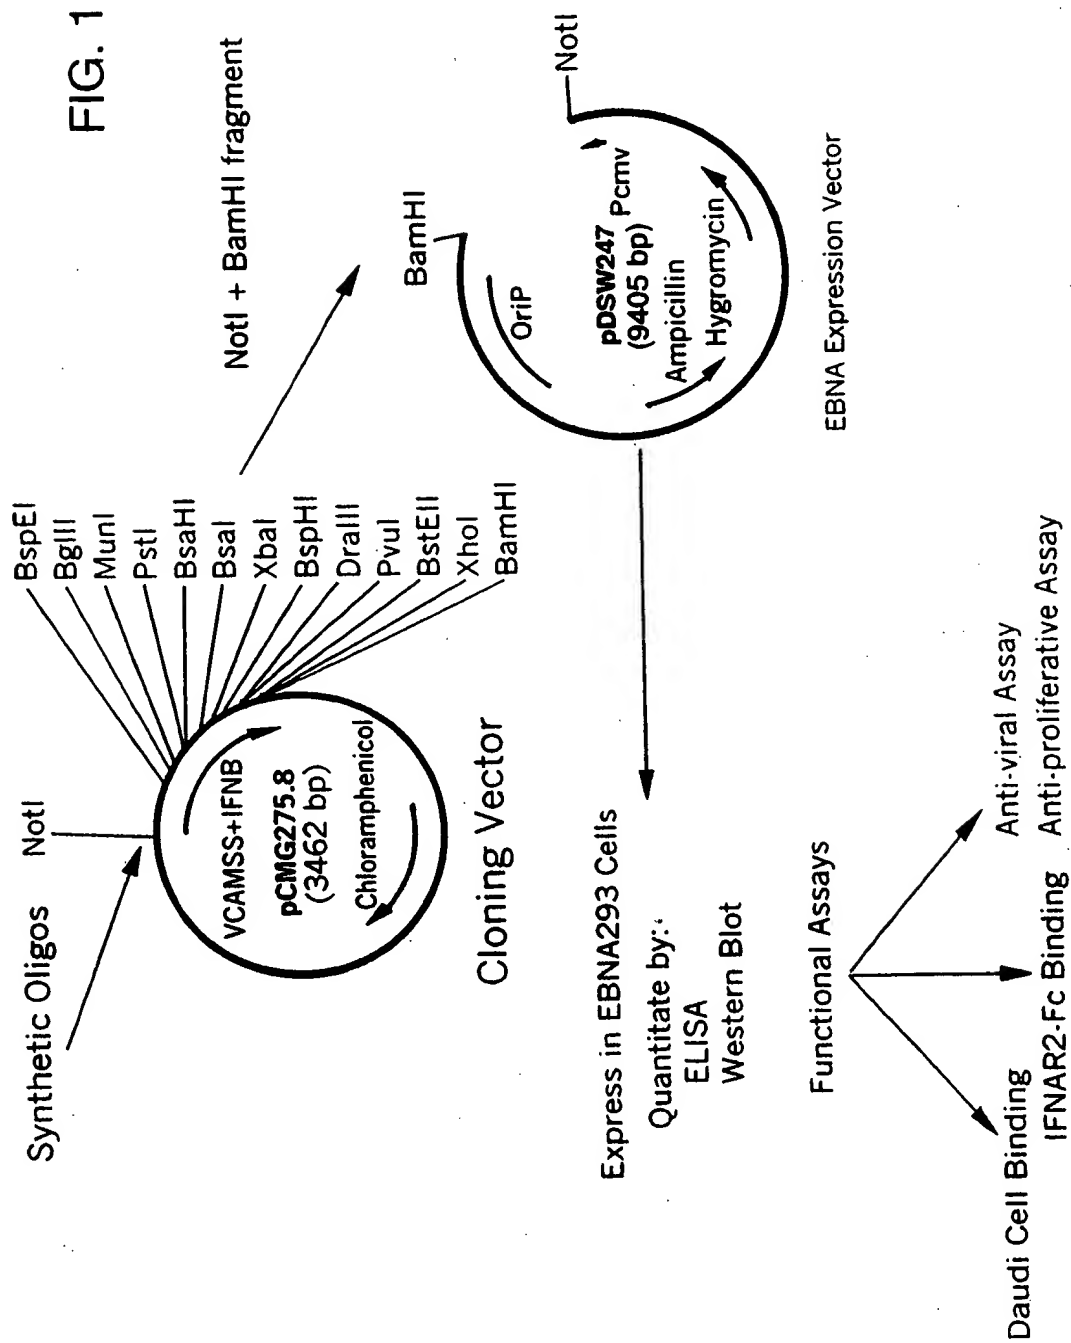 FIG. 1
Synthetic Oligos
NotI
BspEI
BglII
MunI
PstI
BsaHI
BsaI
XbaI
BspHI
DraIII
PvuI
BstEII
XhoI
BamHI
VCAMSS+IFNB
pCMG275.8
(3462 bp)
Chloramphenicol
Cloning Vector
NotI + BamHI fragment
BamHI
NotI
OriP
pDSW247
(9405 bp)
Pcmv
Ampicillin
Hygromycin
EBNA Expression Vector
Express in EBNA293 Cells
Quantitate by:
ELISA
Western Blot
Functional Assays
Daudi Cell Binding
IFNAR2-Fc Binding
Anti-viral Assay
Anti-proliferative Assay